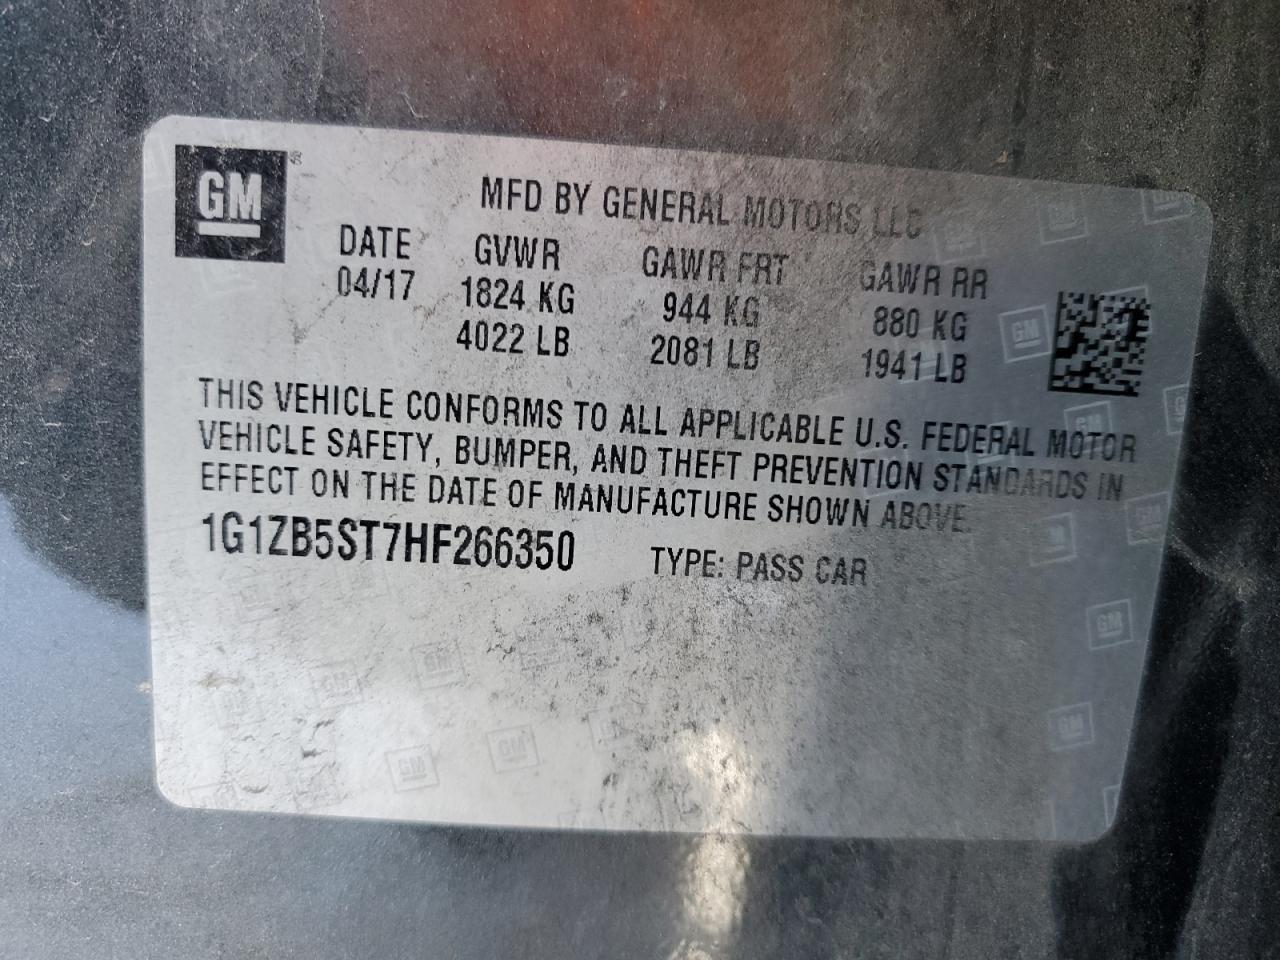 GM
MFD BY GENERAL MOTORS LLC
DATE GVWR GAWR FRT GAWR RR
04/17 1824 KG 944 KG 880 KG
4022 LB 2081 LB 1941 LB
THIS VEHICLE CONFORMS TO ALL APPLICABLE U.S. FEDERAL MOTOR
VEHICLE SAFETY, BUMPER, AND THEFT PREVENTION STANDARDS IN
EFFECT ON THE DATE OF MANUFACTURE SHOWN ABOVE.
1G1ZB5ST7HF266350 TYPE: PASS CAR